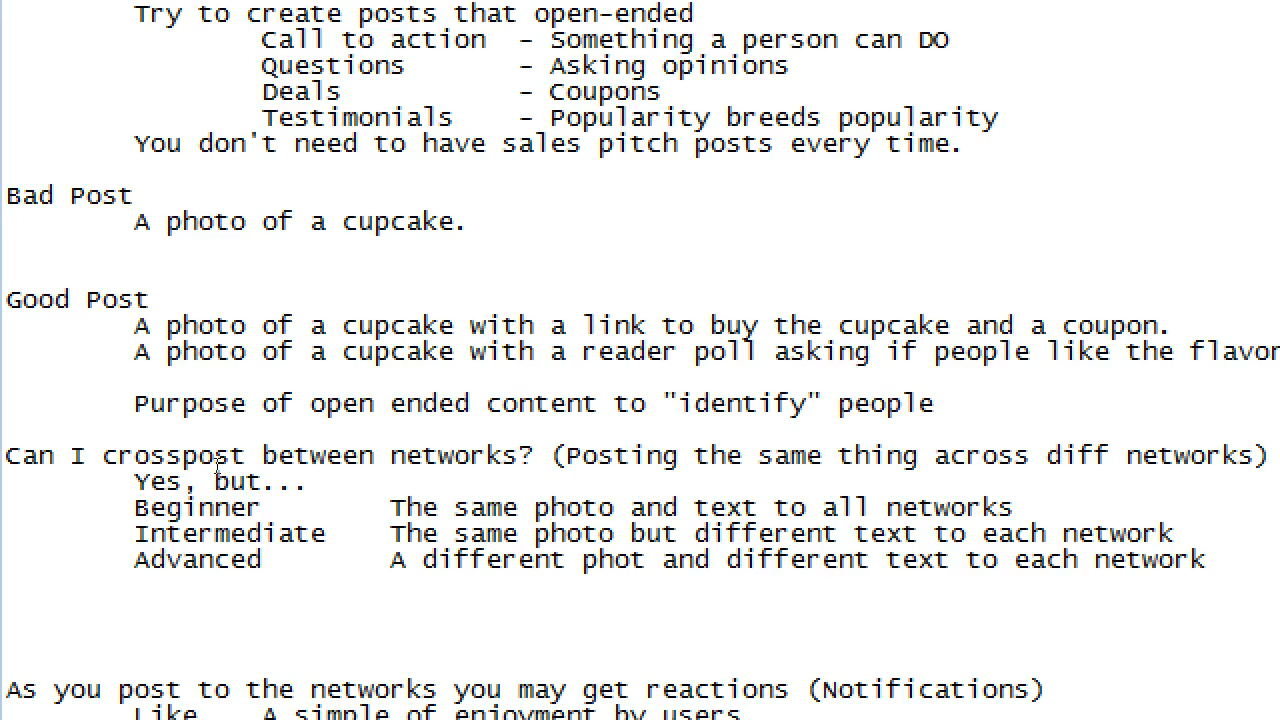 Try to create posts that open-ended
Call to action - Something a person can DO
Questions - Asking opinions
Deals - Coupons
Testimonials - Popularity breeds popularity
You don't need to have sales pitch posts every time.
Bad Post
A photo of a cupcake.
Good Post
A photo of a cupcake with a link to buy the cupcake and a coupon.
A photo of a cupcake with a reader poll asking if people like the flavor
Purpose of open ended content to "identify" people
Can I crosspost between networks? (Posting the same thing across diff networks)
Yes, but...
Beginner The same photo and text to all networks
Intermediate The same photo but different text to each network
Advanced A different phot and different text to each network
As you post to the networks you may get reactions (Notifications)
Like A simple of enjoyment by users